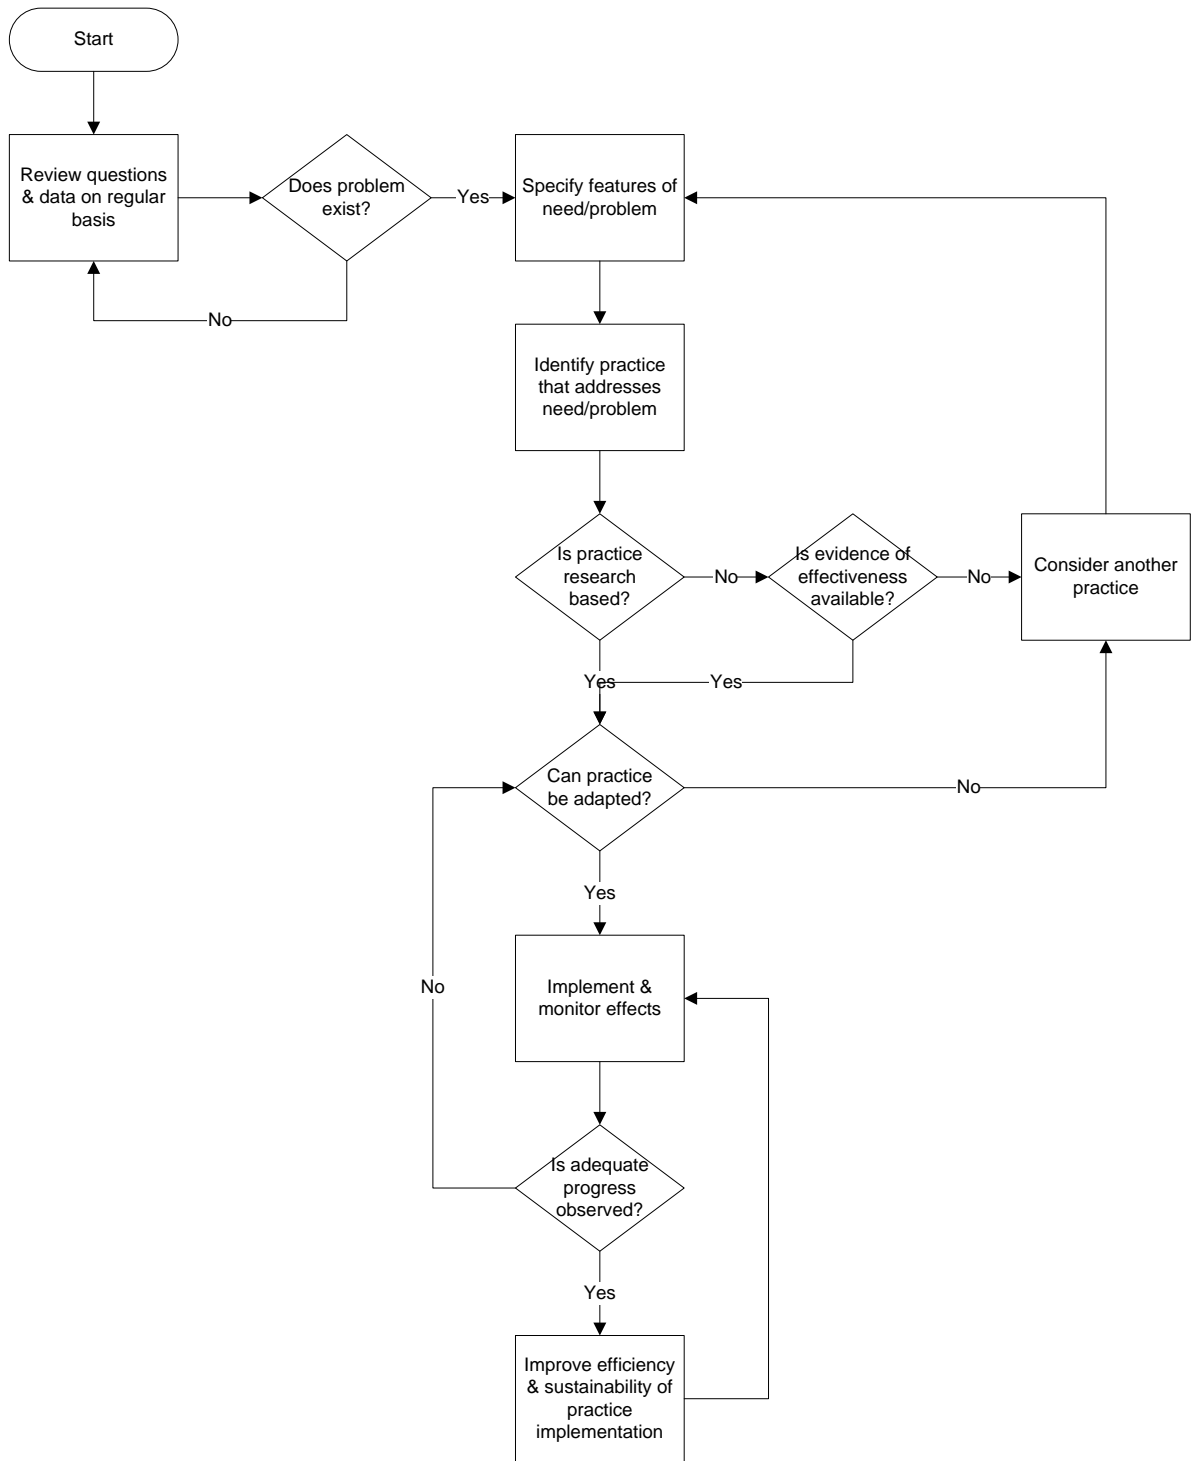 Start
Review questions
& data on regular
basis
Does problem
exist?
Yes
Specify features of
need/problem
No
Identify practice
that addresses
need/problem
Is practice
research
based?
No
Is evidence of
effectiveness
available?
No
Consider another
practice
Yes
Yes
Can practice
be adapted?
No
Yes
Implement &
monitor effects
No
Is adequate
progress
observed?
Yes
Improve efficiency
& sustainability of
practice
implementation